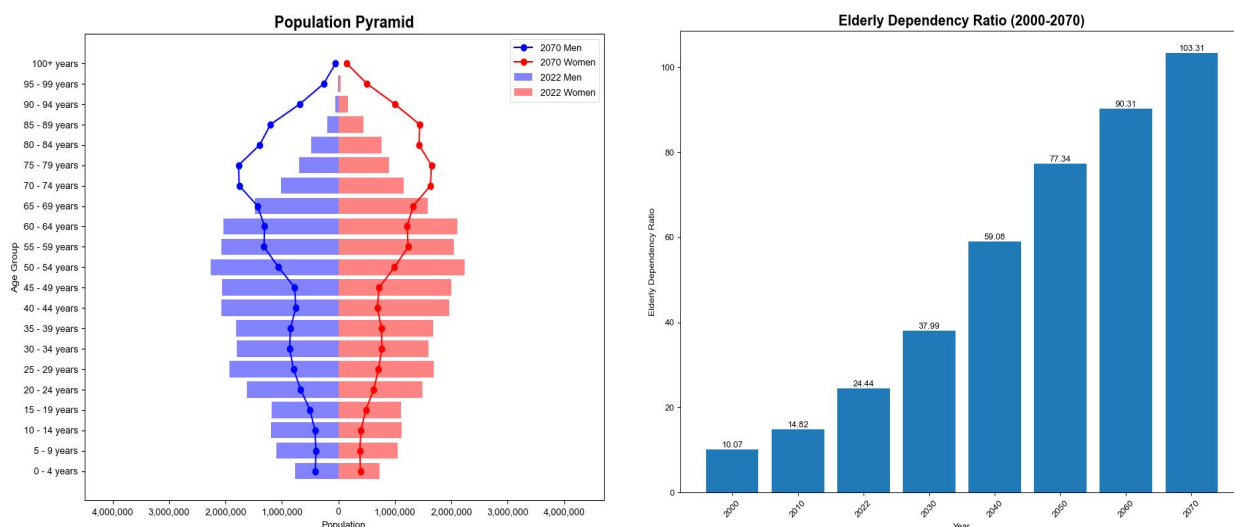 Population Pyramid
2070 Men
2070 Women
2022 Men
2022 Women
Age Group
100+ years
95 - 99 years
90 - 94 years
85 - 89 years
80 - 84 years
75 - 79 years
70 - 74 years
65 - 69 years
60 - 64 years
55 - 59 years
50 - 54 years
45 - 49 years
40 - 44 years
35 - 39 years
30 - 34 years
25 - 29 years
20 - 24 years
15 - 19 years
10 - 14 years
5 - 9 years
0 - 4 years
4,000,000 3,000,000 2,000,000 1,000,000 0 1,000,000 2,000,000 3,000,000 4,000,000
Population
Elderly Dependency Ratio (2000-2070)
Elderly Dependency Ratio
100
80
60
40
20
0
10.07
14.82
24.44
37.99
59.08
77.34
90.31
103.31
2000 2010 2022 2030 2040 2050 2060 2070
Year